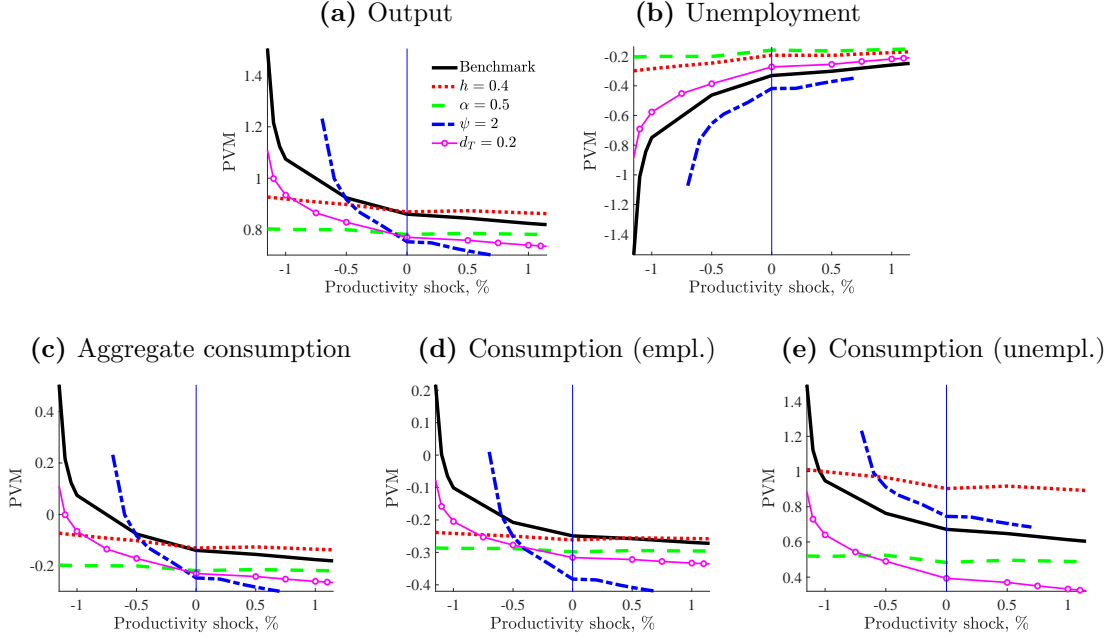 (a) Output
PVM
1.4
1.2
1
0.8
-1 -0.5 0 0.5 1
Productivity shock, %
Benchmark
h = 0.4
α = 0.5
ψ = 2
d_T = 0.2
(b) Unemployment
PVM
-0.2
-0.4
-0.6
-0.8
-1
-1.2
-1.4
-1 -0.5 0 0.5 1
Productivity shock, %
(c) Aggregate consumption
PVM
0.4
0.2
0
-0.2
-1 -0.5 0 0.5 1
Productivity shock, %
(d) Consumption (empl.)
PVM
0.2
0.1
0
-0.1
-0.2
-0.3
-0.4
-1 -0.5 0 0.5 1
Productivity shock, %
(e) Consumption (unempl.)
PVM
1.4
1.2
1
0.8
0.6
0.4
-1 -0.5 0 0.5 1
Productivity shock, %